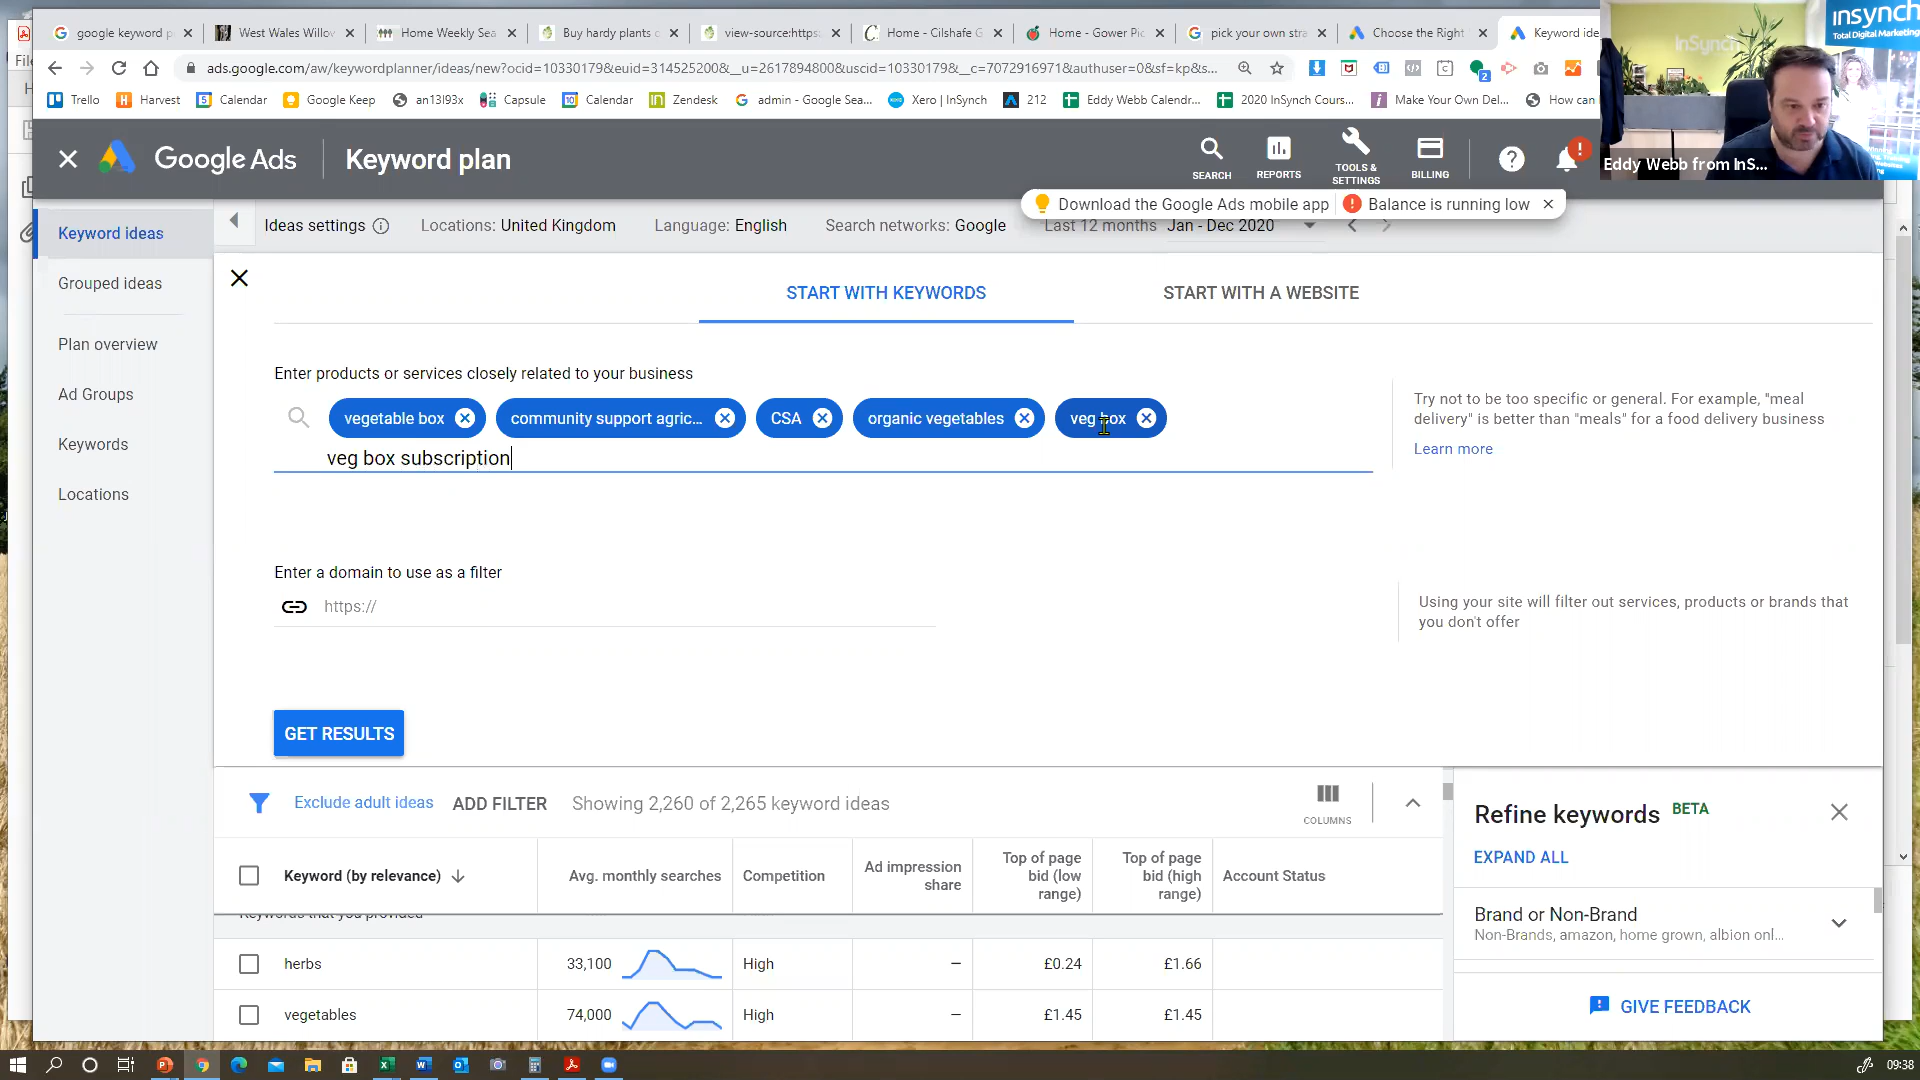 google keyword p
West Wales Willow
Home Weekly Sea
Buy hardy plants o
view-source:https:
Home - Cilshafe G
Home - Gower Pic
pick your own stra
Choose the Right
Keyword ide
ads.google.com/aw/keywordplanner/ideas/new?ocid=10330179&euid=314525200&__u=2617894800&uscid=10330179&__c=7072916971&authuser=0&sf=kp&s...
Trello
Harvest
Calendar
Google Keep
an13l93x
Capsule
Calendar
Zendesk
admin - Google Sea...
Xero | InSynch
212
Eddy Webb Calendr...
2020 InSynch Cours...
Make Your Own Del...
How can
insynch
Total Digital Marketing
InSynch
Eddy Webb from InS...
Google Ads
Keyword plan
SEARCH
REPORTS
TOOLS &
SETTINGS
BILLING
Download the Google Ads mobile app
Balance is running low
Keyword ideas
Grouped ideas
Plan overview
Ad Groups
Keywords
Locations
Ideas settings
Locations: United Kingdom
Language: English
Search networks: Google
Last 12 months
Jan - Dec 2020
START WITH KEYWORDS
START WITH A WEBSITE
Enter products or services closely related to your business
vegetable box
community support agric...
CSA
organic vegetables
veg box
veg box subscription
Try not to be too specific or general. For example, "meal
delivery" is better than "meals" for a food delivery business
Learn more
Enter a domain to use as a filter
https://
Using your site will filter out services, products or brands that
you don't offer
GET RESULTS
Exclude adult ideas
ADD FILTER
Showing 2,260 of 2,265 keyword ideas
COLUMNS
Refine keywords BETA
EXPAND ALL
Brand or Non-Brand
Non-Brands, amazon, home grown, albion onl...
GIVE FEEDBACK
Keyword (by relevance)
Avg. monthly searches
Competition
Ad impression
share
Top of page
bid (low
range)
Top of page
bid (high
range)
Account Status
Keywords that you provided
herbs
33,100
High
–
£0.24
£1.66
vegetables
74,000
High
–
£1.45
£1.45
09:38